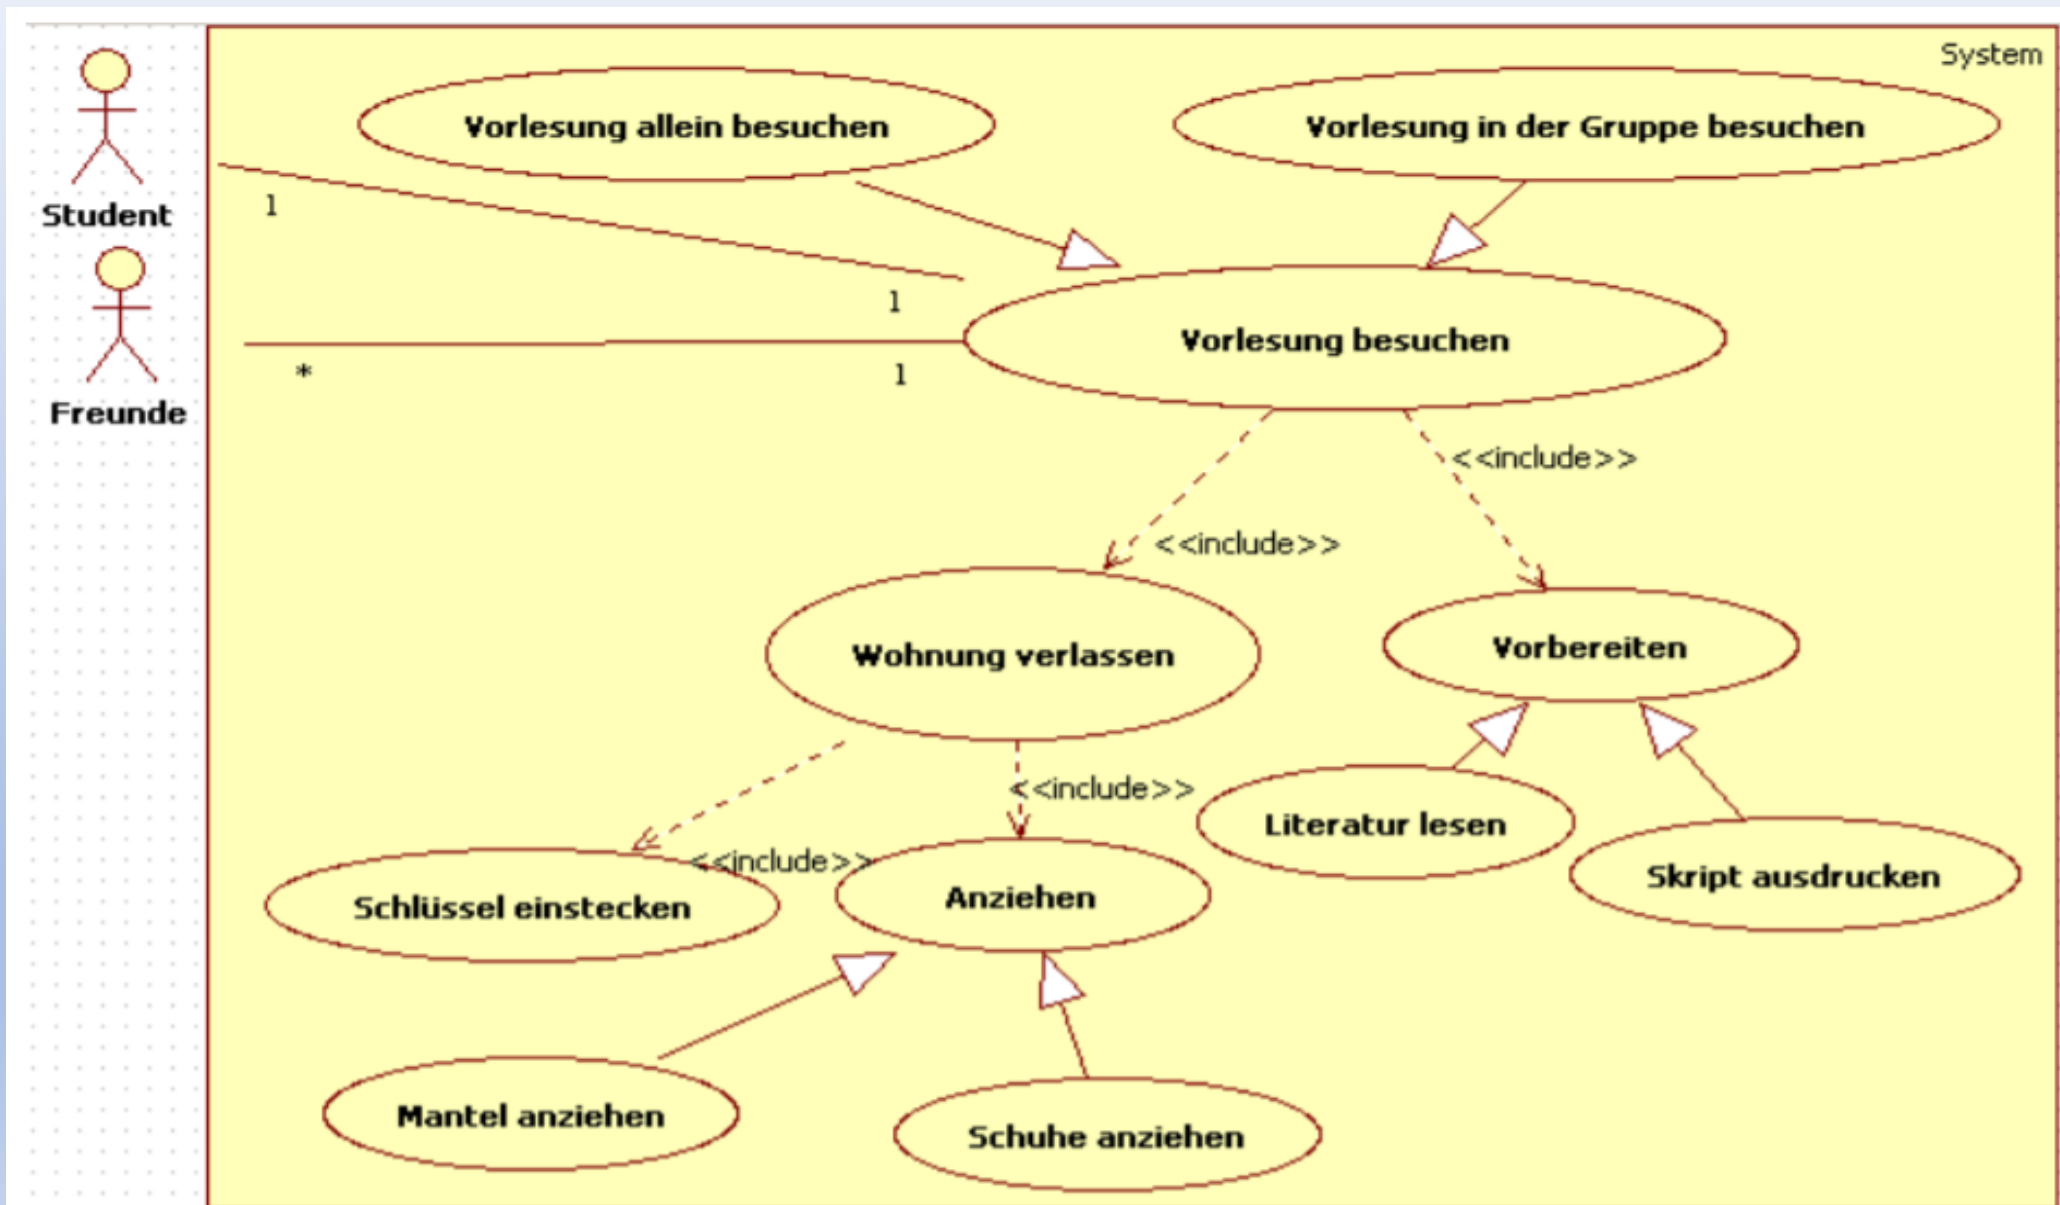 System
Vorlesung allein besuchen
Vorlesung in der Gruppe besuchen
Student
1
1
Vorlesung besuchen
*
1
Freunde
<<include>>
<<include>>
Wohnung verlassen
Vorbereiten
<<include>>
Literatur lesen
<<include>>
Skript ausdrucken
Schlüssel einstecken
Anziehen
Mantel anziehen
Schuhe anziehen